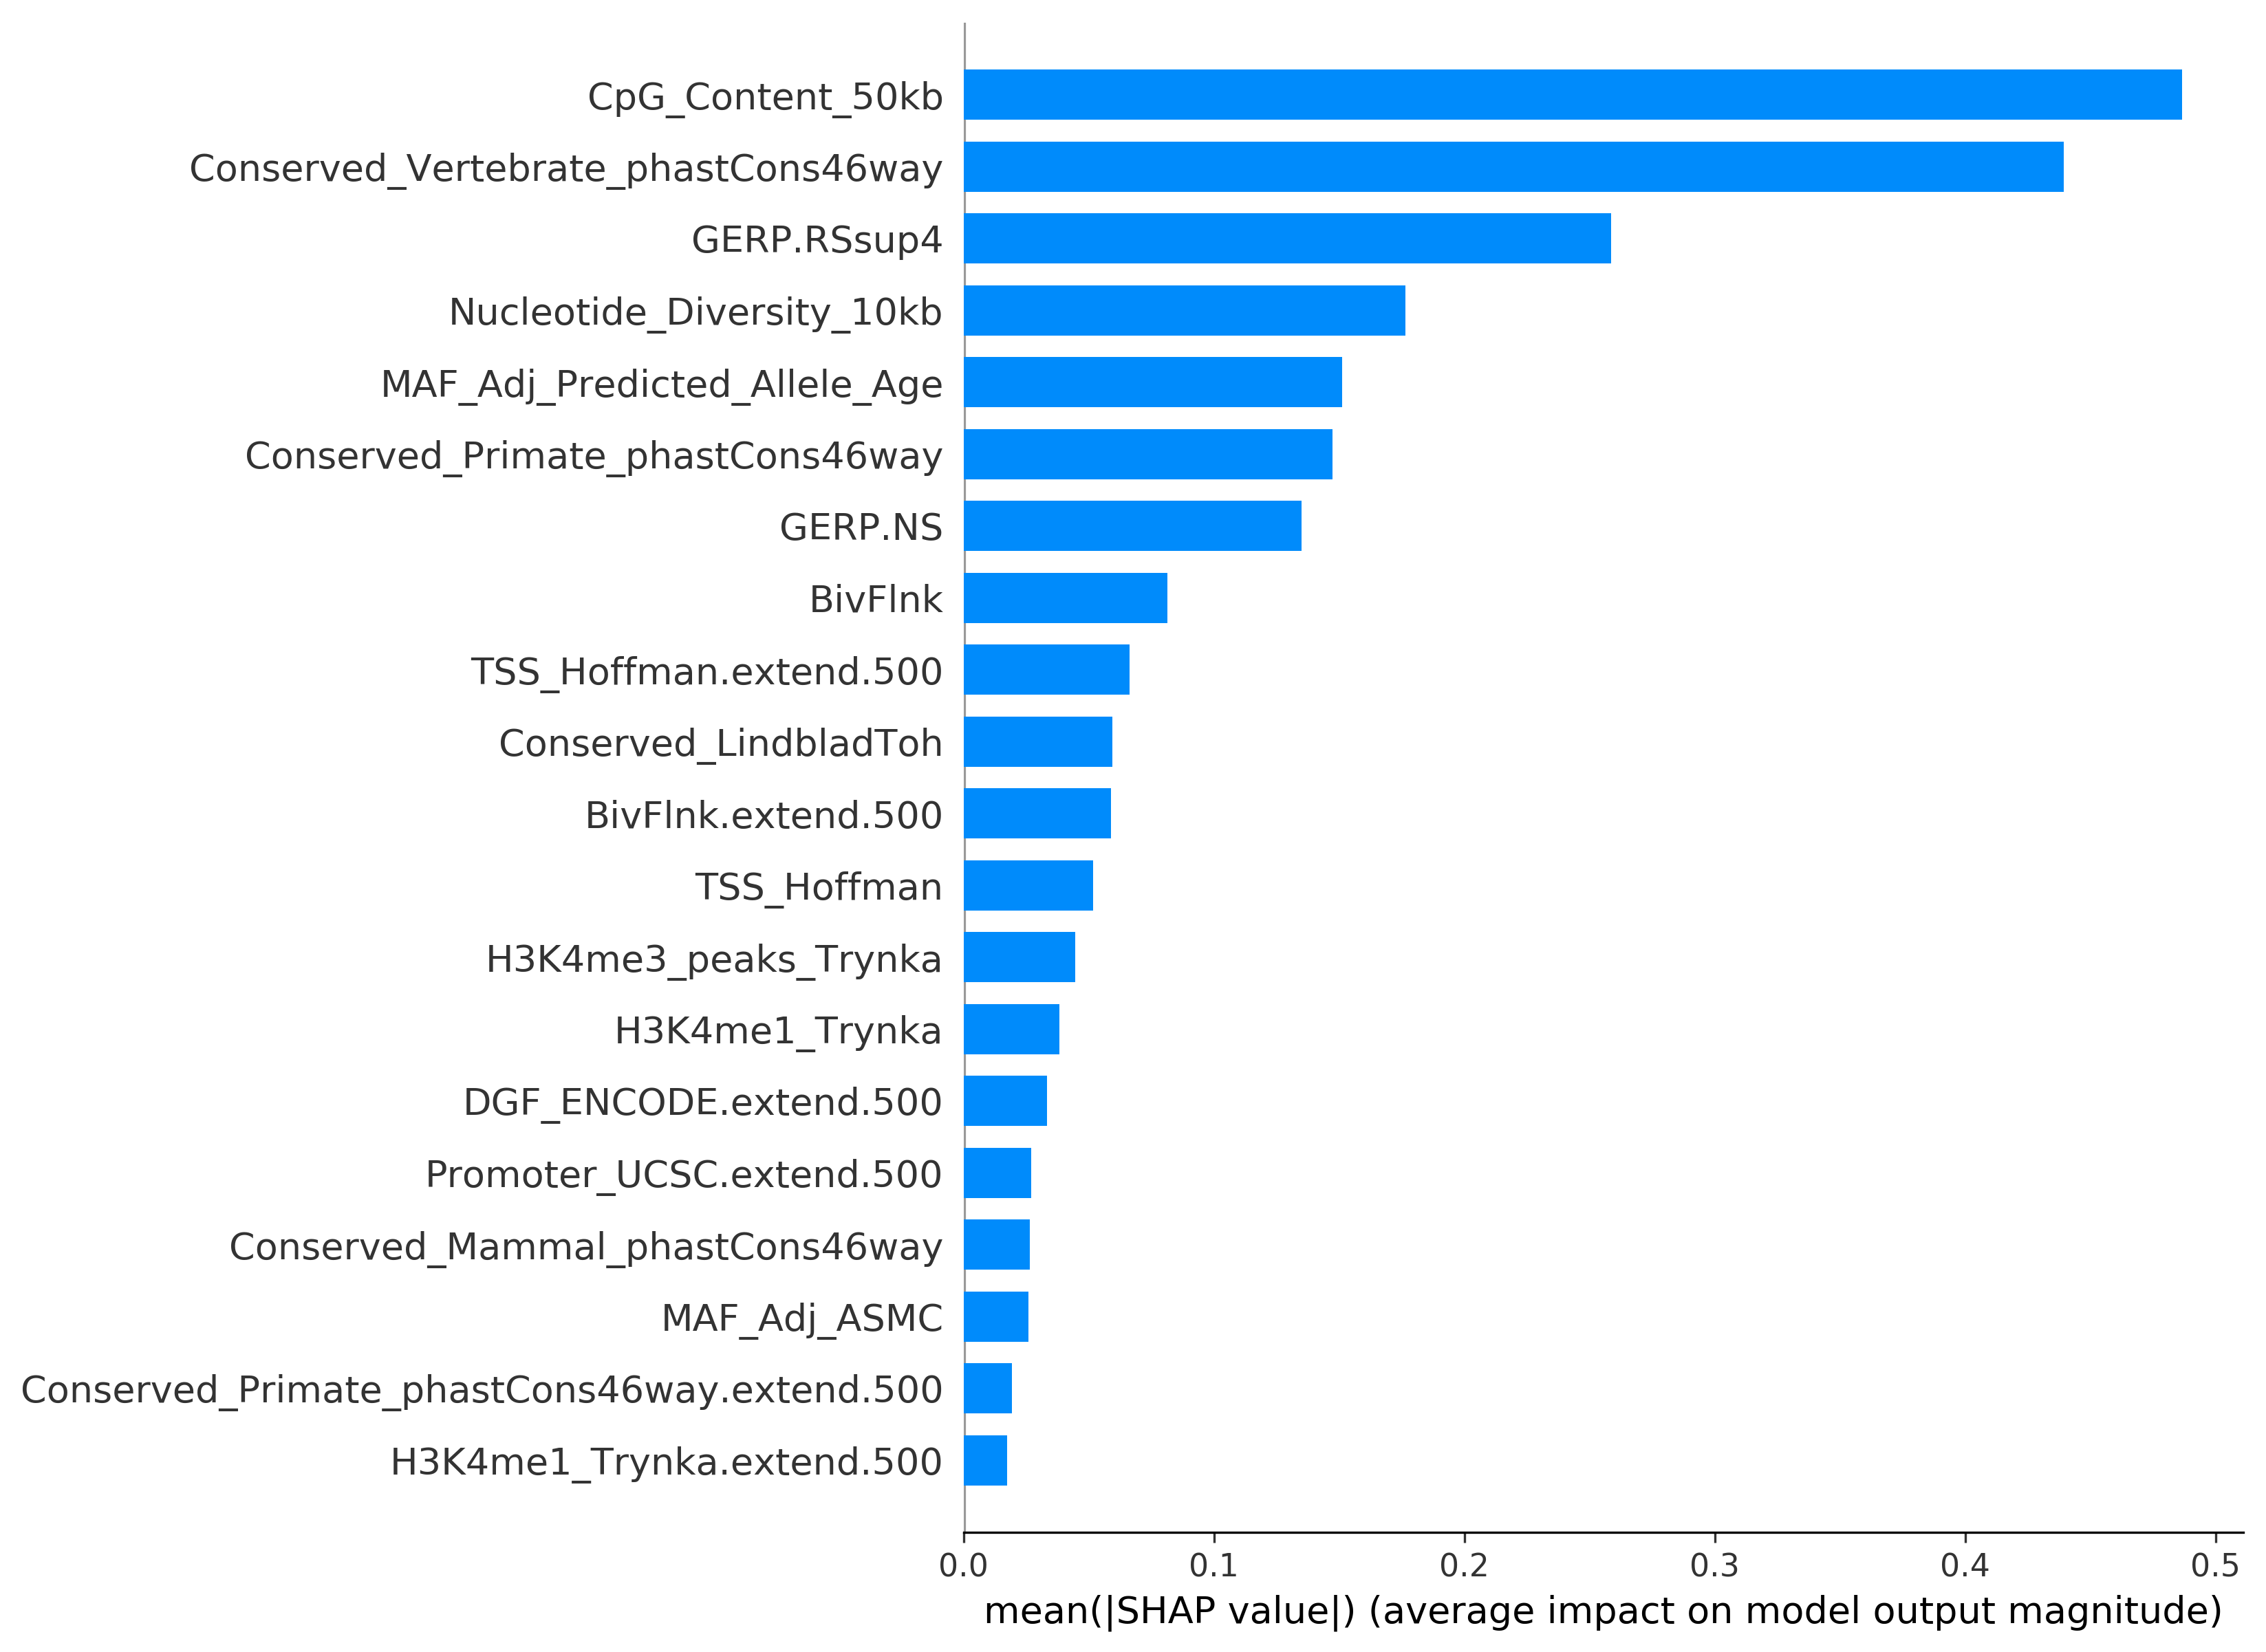 CpG_Content_50kb
Conserved_Vertebrate_phastCons46way
GERP.RSsup4
Nucleotide_Diversity_10kb
MAF_Adj_Predicted_Allele_Age
Conserved_Primate_phastCons46way
GERP.NS
BivFlnk
TSS_Hoffman.extend.500
Conserved_LindbladToh
BivFlnk.extend.500
TSS_Hoffman
H3K4me3_peaks_Trynka
H3K4me1_Trynka
DGF_ENCODE.extend.500
Promoter_UCSC.extend.500
Conserved_Mammal_phastCons46way
MAF_Adj_ASMC
Conserved_Primate_phastCons46way.extend.500
H3K4me1_Trynka.extend.500
0.0 0.1 0.2 0.3 0.4 0.5
mean(|SHAP value|) (average impact on model output magnitude)